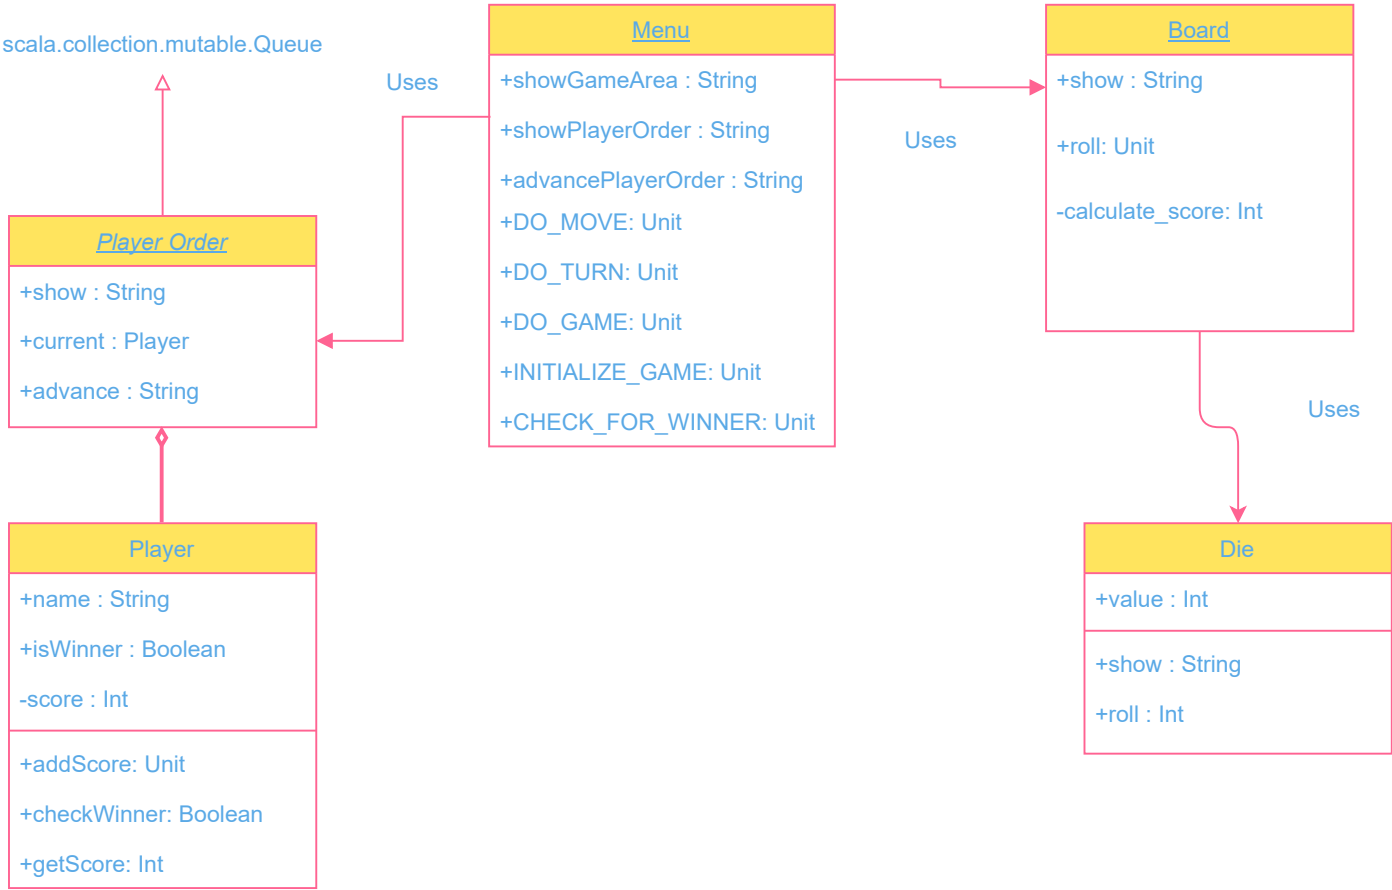 scala.collection.mutable.Queue
Uses
Menu
+showGameArea : String
+showPlayerOrder : String
+advancePlayerOrder : String
+DO_MOVE: Unit
+DO_TURN: Unit
+DO_GAME: Unit
+INITIALIZE_GAME: Unit
+CHECK_FOR_WINNER: Unit
Uses
Board
+show : String
+roll: Unit
-calculate_score: Int
Player Order
+show : String
+current : Player
+advance : String
Uses
Player
+name : String
+isWinner : Boolean
-score : Int
+addScore: Unit
+checkWinner: Boolean
+getScore: Int
Die
+value : Int
+show : String
+roll : Int